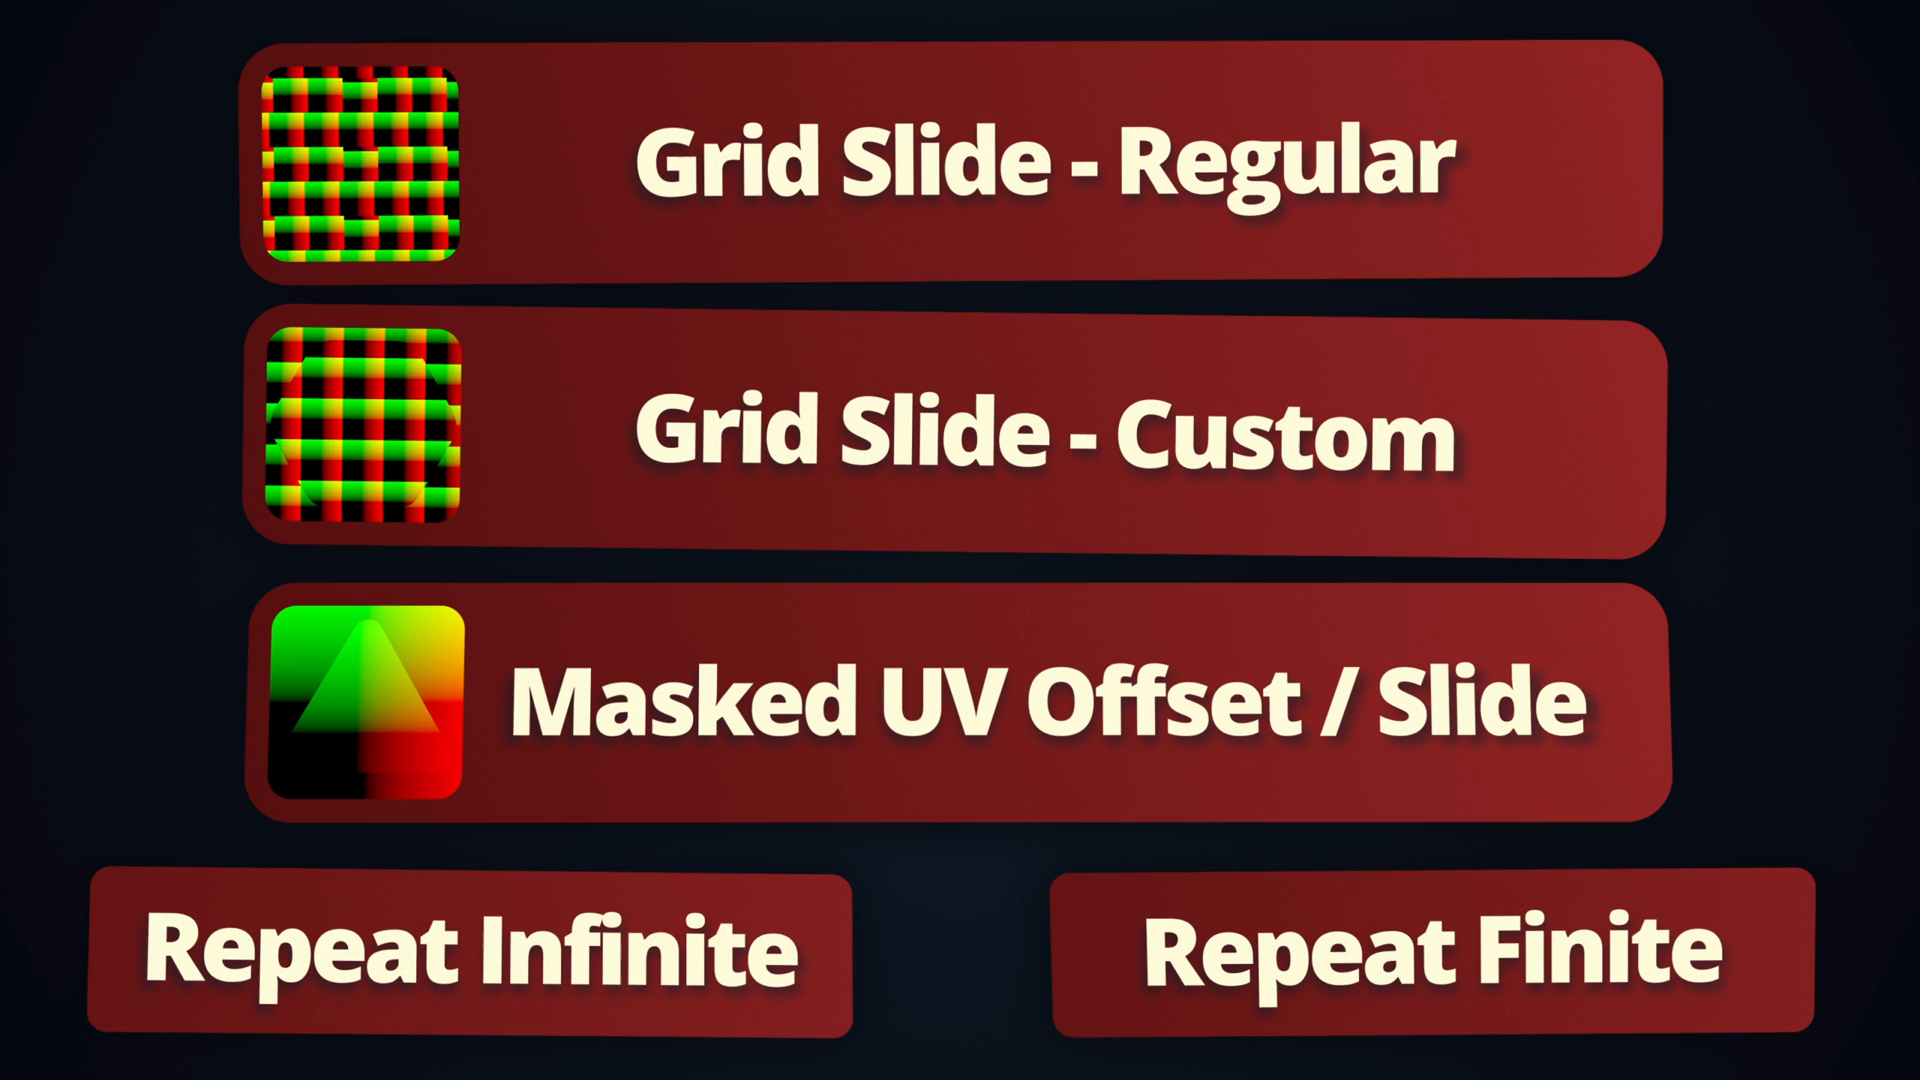 Grid Slide - Regular
Grid Slide - Custom
Masked UV Offset / Slide
Repeat Infinite
Repeat Finite